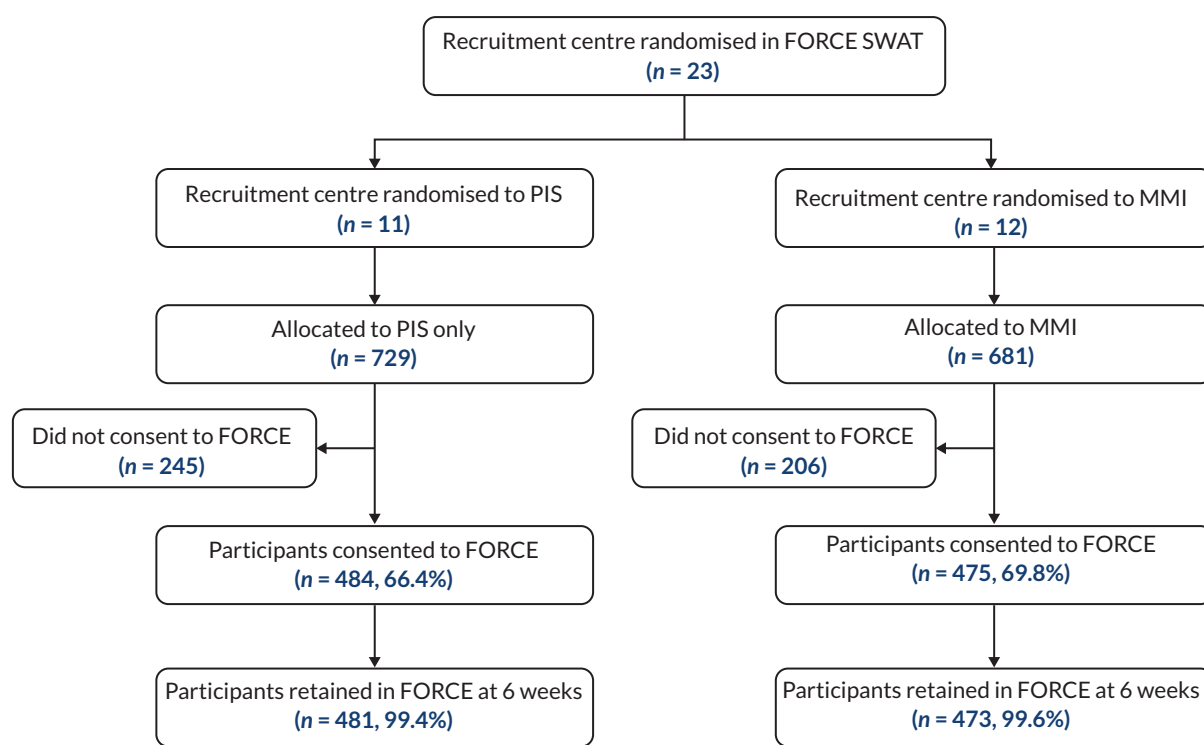 Recruitment centre randomised in FORCE SWAT
(n = 23)
Recruitment centre randomised to PIS
(n = 11)
Recruitment centre randomised to MMI
(n = 12)
Allocated to PIS only
(n = 729)
Allocated to MMI
(n = 681)
Did not consent to FORCE
(n = 245)
Did not consent to FORCE
(n = 206)
Participants consented to FORCE
(n = 484, 66.4%)
Participants consented to FORCE
(n = 475, 69.8%)
Participants retained in FORCE at 6 weeks
(n = 481, 99.4%)
Participants retained in FORCE at 6 weeks
(n = 473, 99.6%)